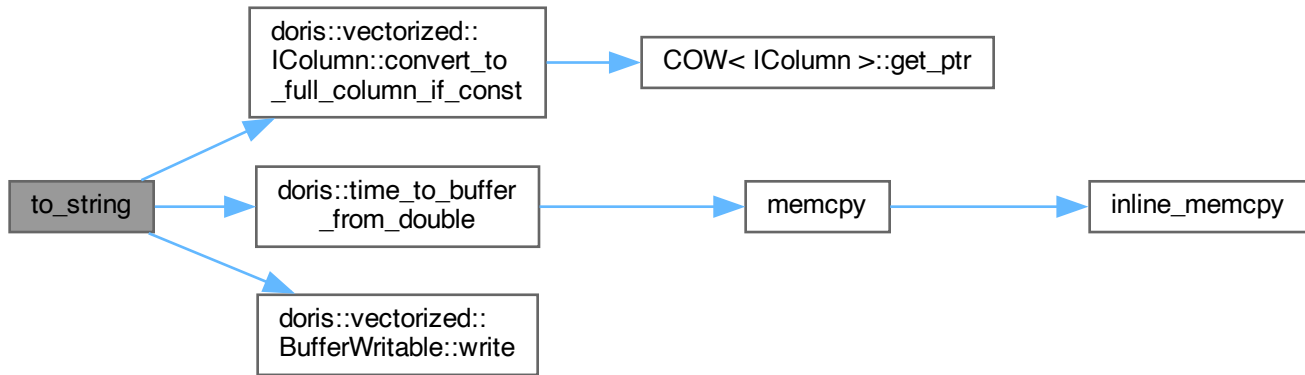 doris::vectorized::
IColumn::convert_to
_full_column_if_const
COW< IColumn >::get_ptr
to_string
doris::time_to_buffer
_from_double
memcpy
inline_memcpy
doris::vectorized::
BufferWritable::write